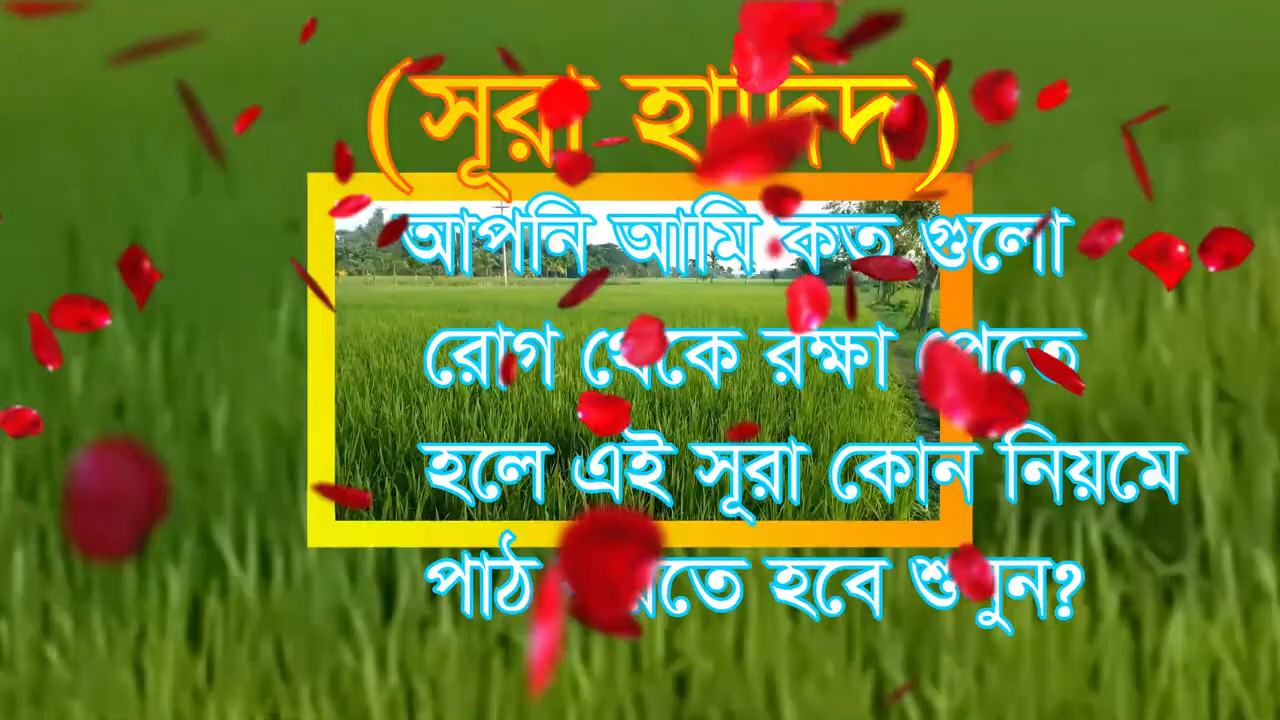 (সূরা হাদিদ)
আপনি আমি কত গুলো
রোগ থেকে রক্ষা পেতে
হলে এই সূরা কোন নিয়মে
পাঠ হবে শুনুন?